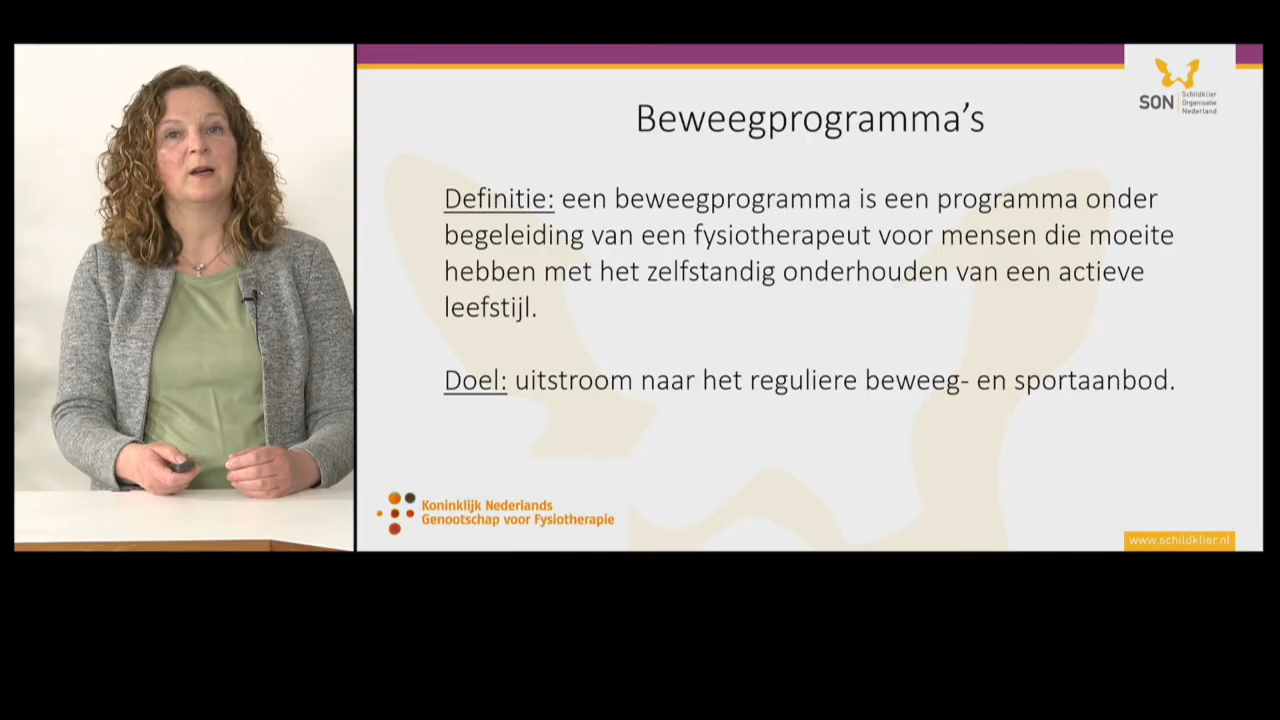 SON
Schildklier
Organisatie
Nederland
Beweegprogramma's
Definitie: een beweegprogramma is een programma onder
begeleiding van een fysiotherapeut voor mensen die moeite
hebben met het zelfstandig onderhouden van een actieve
leefstijl.
Doel: uitstroom naar het reguliere beweeg- en sportaanbod.
Koninklijk Nederlands
Genootschap voor Fysiotherapie
www.schildklier.nl